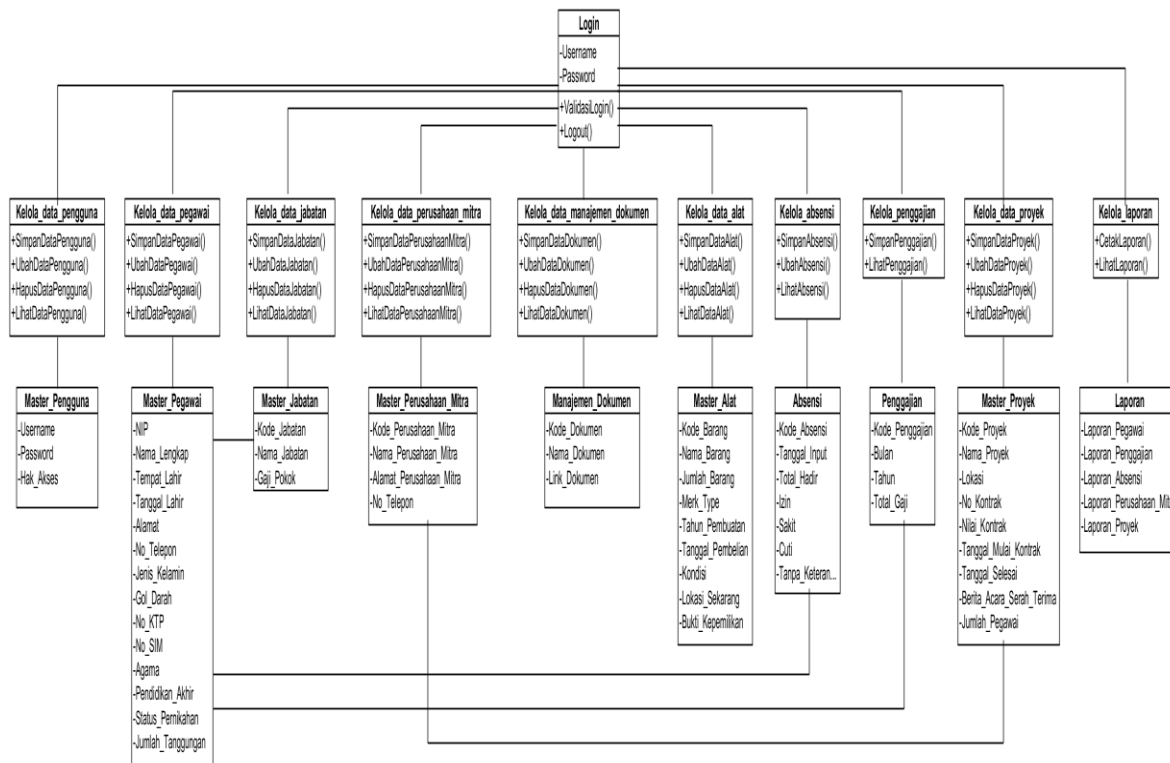 Login
-Username
-Password
+ValidasiLogin()
+Logout()
Kelola_data_pengguna
+SimpanDataPengguna()
+UbahDataPengguna()
+HapusDataPengguna()
+LihatDataPengguna()
Kelola_data_pegawai
+SimpanDataPegawai()
+UbahDataPegawai()
+HapusDataPegawai()
+LihatDataPegawai()
Kelola_data_jabatan
+SimpanDataJabatan()
+UbahDataJabatan()
+HapusDataJabatan()
+LihatDataJabatan()
Kelola_data_perusahaan_mitra
+SimpanDataPerusahaanMitra()
+UbahDataPerusahaanMitra()
+HapusDataPerusahaanMitra()
+LihatDataPerusahaanMitra()
Kelola_data_manajemen_dokumen
+SimpanDataDokumen()
+UbahDataDokumen()
+HapusDataDokumen()
+LihatDataDokumen()
Kelola_data_alat
+SimpanDataAlat()
+UbahDataAlat()
+HapusDataAlat()
+LihatDataAlat()
Kelola_absensi
+SimpanAbsensi()
+UbahAbsensi()
+LihatAbsensi()
Kelola_penggajian
+SimpanPenggajian()
+LihatPenggajian()
Kelola_data_proyek
+SimpanDataProyek()
+UbahDataProyek()
+HapusDataProyek()
+LihatDataProyek()
Kelola_laporan
+CetakLaporan()
+LihatLaporan()
Master_Pengguna
-Username
-Password
-Hak_Akses
Master_Pegawai
-NIP
-Nama_Lengkap
-Tempat_Lahir
-Tanggal_Lahir
-Alamat
-No_Telepon
-Jenis_Kelamin
-Gol_Darah
-No_KTP
-No_SIM
-Agama
-Pendidikan_Akhir
-Status_Pernikahan
-Jumlah_Tanggungan
Master_Jabatan
-Kode_Jabatan
-Nama_Jabatan
-Gaji_Pokok
Master_Perusahaan_Mitra
-Kode_Perusahaan_Mitra
-Nama_Perusahaan_Mitra
-Alamat_Perusahaan_Mitra
-No_Telepon
Manajemen_Dokumen
-Kode_Dokumen
-Nama_Dokumen
-Link_Dokumen
Master_Alat
-Kode_Barang
-Nama_Barang
-Jumlah_Barang
-Merk_Type
-Tahun_Pembuatan
-Tanggal_Pembelian
-Kondisi
-Lokasi_Sekarang
-Bukti_Kepemilikan
Absensi
-Kode_Absensi
-Tanggal_Input
-Total_Hadir
-Izin
-Sakit
-Cuti
-Tanpa_Keteran...
Penggajian
-Kode_Penggajian
-Bulan
-Tahun
-Total_Gaji
Master_Proyek
-Kode_Proyek
-Nama_Proyek
-Lokasi
-No_Kontrak
-Nilai_Kontrak
-Tanggal_Mulai_Kontrak
-Tanggal_Selesai
-Berita_Acara_Serah_Terima
-Jumlah_Pegawai
Laporan
-Laporan_Pegawai
-Laporan_Penggajian
-Laporan_Absensi
-Laporan_Perusahaan_Mit
-Laporan_Proyek